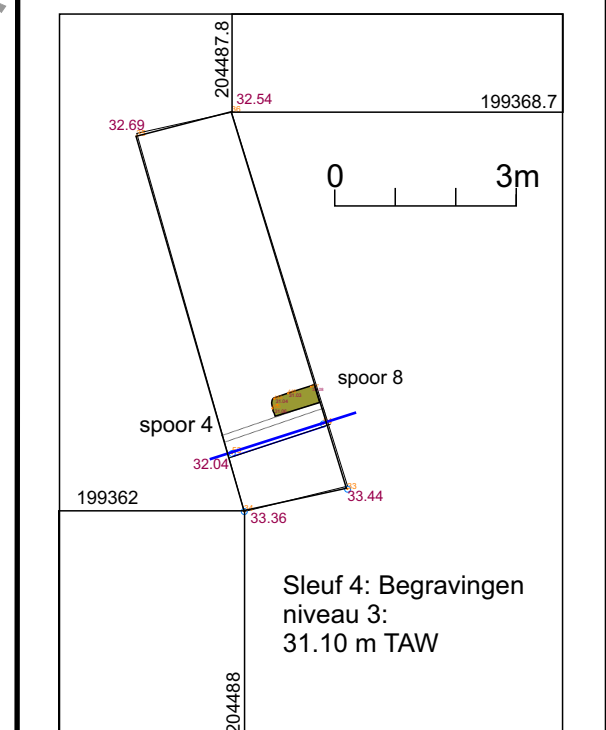 204487.8
32.54
199368.7
32.69
0 3m
spoor 8
spoor 4
32.04
199362
33.44
33.36
Sleuf 4: Begravingen
niveau 3:
31.10 m TAW
204488